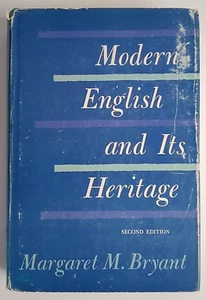 Modern
English
and Its
Heritage
SECOND EDITION
Margaret M. Bryant